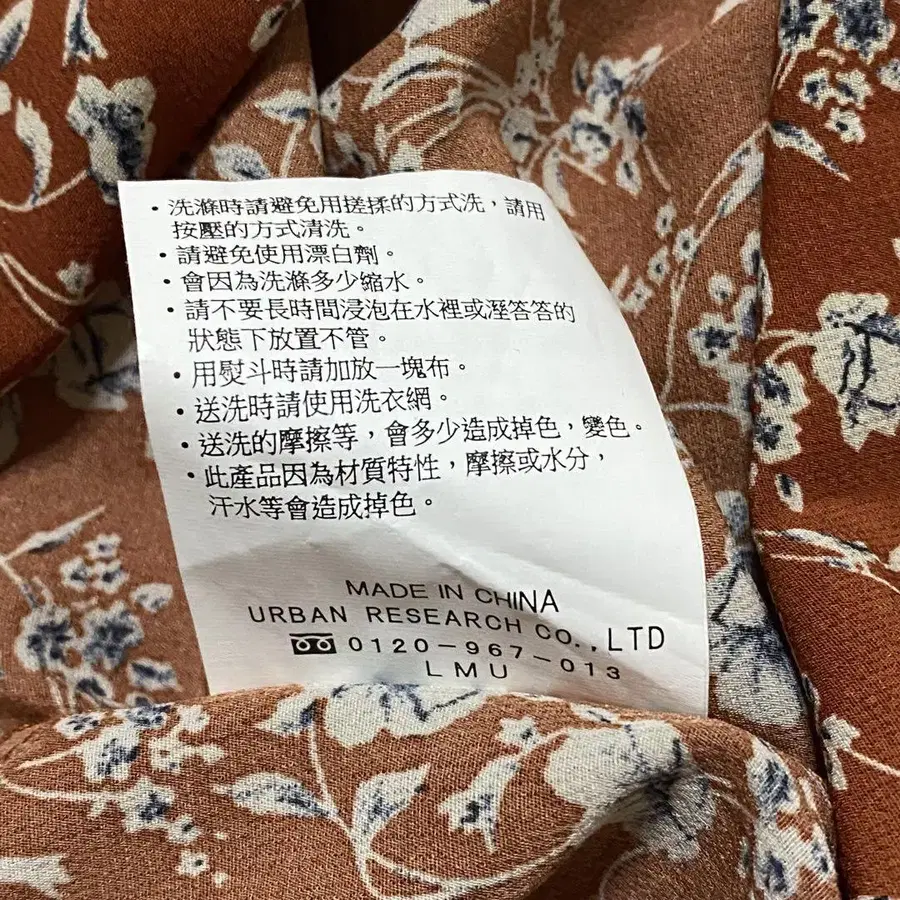 ・洗滌時請避免用搓揉的方式洗，請用
按壓的方式清洗。
・請避免使用漂白劑。
・會因為洗滌多少縮水。
・請不要長時間浸泡在水裡或溼答答的
狀態下放置不管。
・用熨斗時請加放一塊布。
・送洗時請使用洗衣網。
・送洗的摩擦等，會多少造成掉色，變色。
・此產品因為材質特性，摩擦或水分，
汗水等會造成掉色。
MADE IN CHINA
URBAN RESEARCH CO.,LTD
0120-967-013
LMU